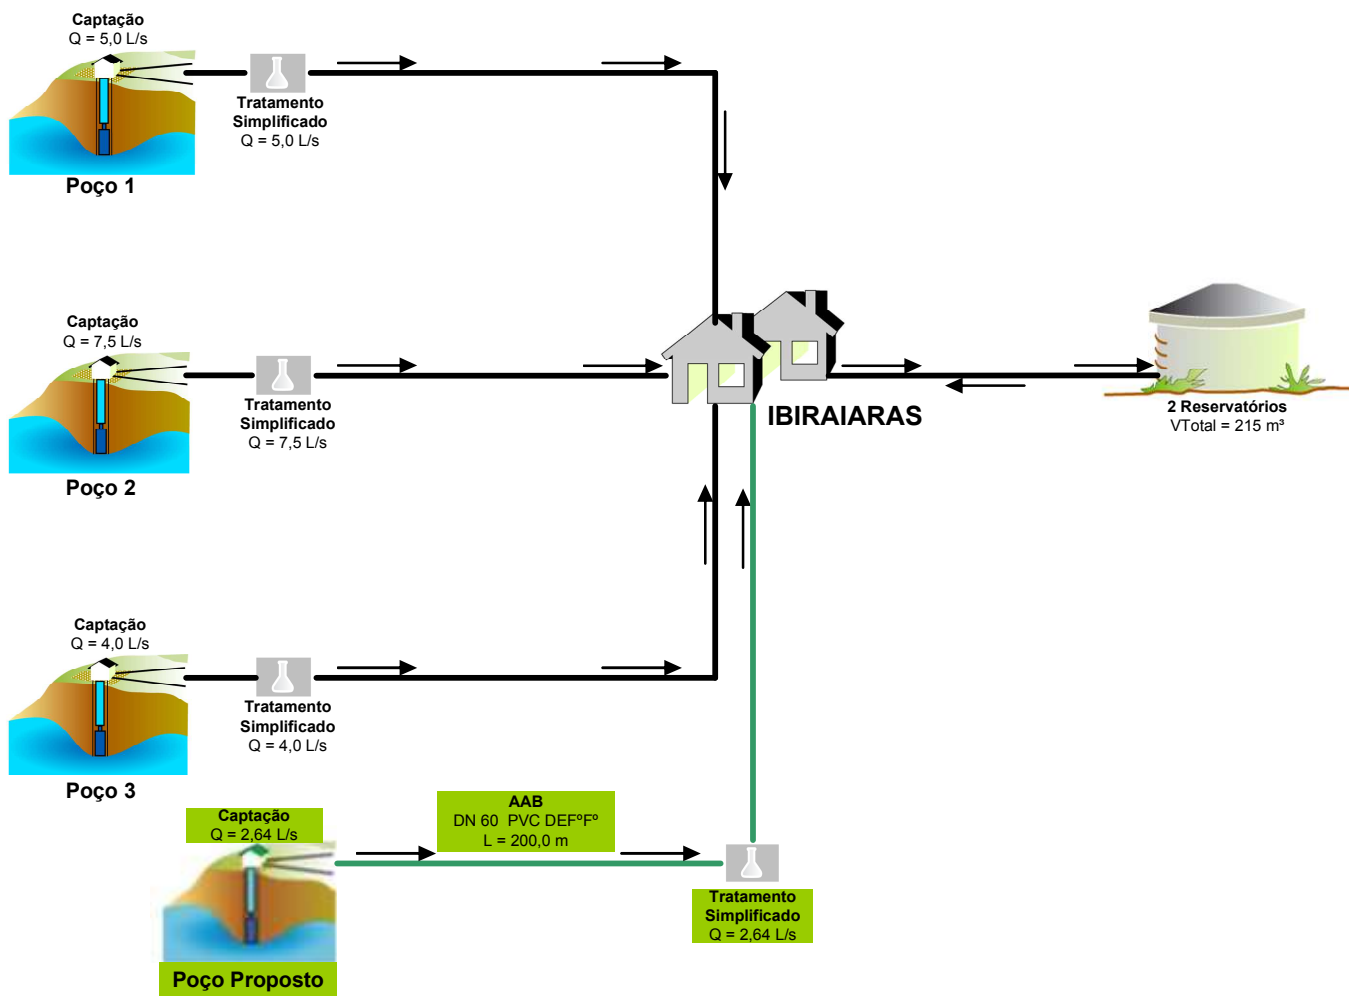 Captação
Q = 5,0 L/s
Tratamento
Simplificado
Q = 5,0 L/s
Poço 1
Captação
Q = 7,5 L/s
Tratamento
Simplificado
Q = 7,5 L/s
Poço 2
IBIRAIARAS
2 Reservatórios
VTotal = 215 m³
Captação
Q = 4,0 L/s
Tratamento
Simplificado
Q = 4,0 L/s
Poço 3
Captação
Q = 2,64 L/s
AAB
DN 60 PVC DEFºFº
L = 200,0 m
Tratamento
Simplificado
Q = 2,64 L/s
Poço Proposto